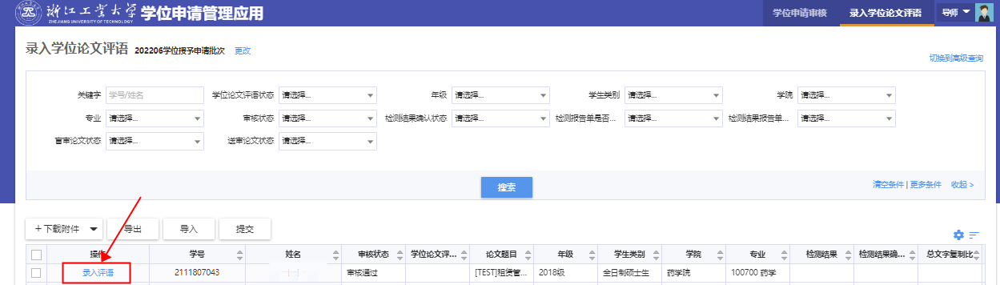 浙江工业大学 学位申请管理应用 学位申请审核 录入学位论文评语 导师
ZHEJIANG UNIVERSITY OF TECHNOLOGY
录入学位论文评语 202206学位授予申请批次 更改
切换到高级查询
关键字 学号/姓名 学位论文评语状态 请选择... 年级 请选择... 学生类别 请选择... 学院 请选择...
专业 请选择... 审核状态 请选择... 检测结果确认状态 请选择... 检测报告单是否... 请选择... 检测结果报告单... 请选择...
盲审论文状态 请选择... 送审论文状态 请选择...
搜索 清空条件 | 更多条件 收起 >
+下载附件 导出 导入 提交
操作 学号 姓名 审核状态 学位论文评... 论文题目 年级 学生类别 学院 专业 检测结果 检测结果确... 总文字复制比
录入评语 2111807043 审核通过 [TEST]租赁管... 2018级 全日制硕士生 药学院 100700 药学